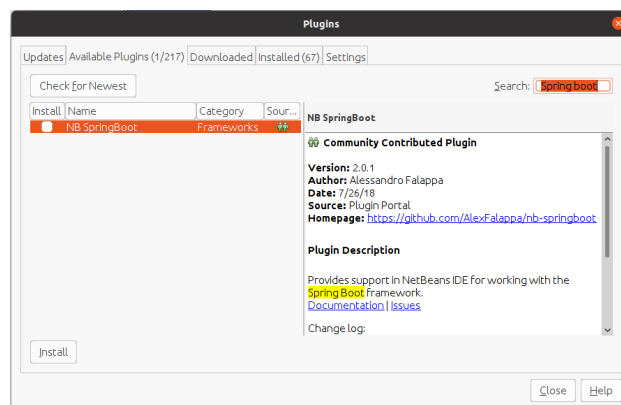 Plugins
Updates Available Plugins (1/217) Downloaded Installed (67) Settings
Check for Newest
Search: Spring boot
Install Name Category Sour...
NB SpringBoot Frameworks
NB SpringBoot
Community Contributed Plugin
Version: 2.0.1
Author: Alessandro Falappa
Date: 7/26/18
Source: Plugin Portal
Homepage: https://github.com/AlexFalappa/nb-springboot
Plugin Description
Provides support in NetBeans IDE for working with the
Spring Boot framework.
Documentation | Issues
Change log:
Install
Close Help